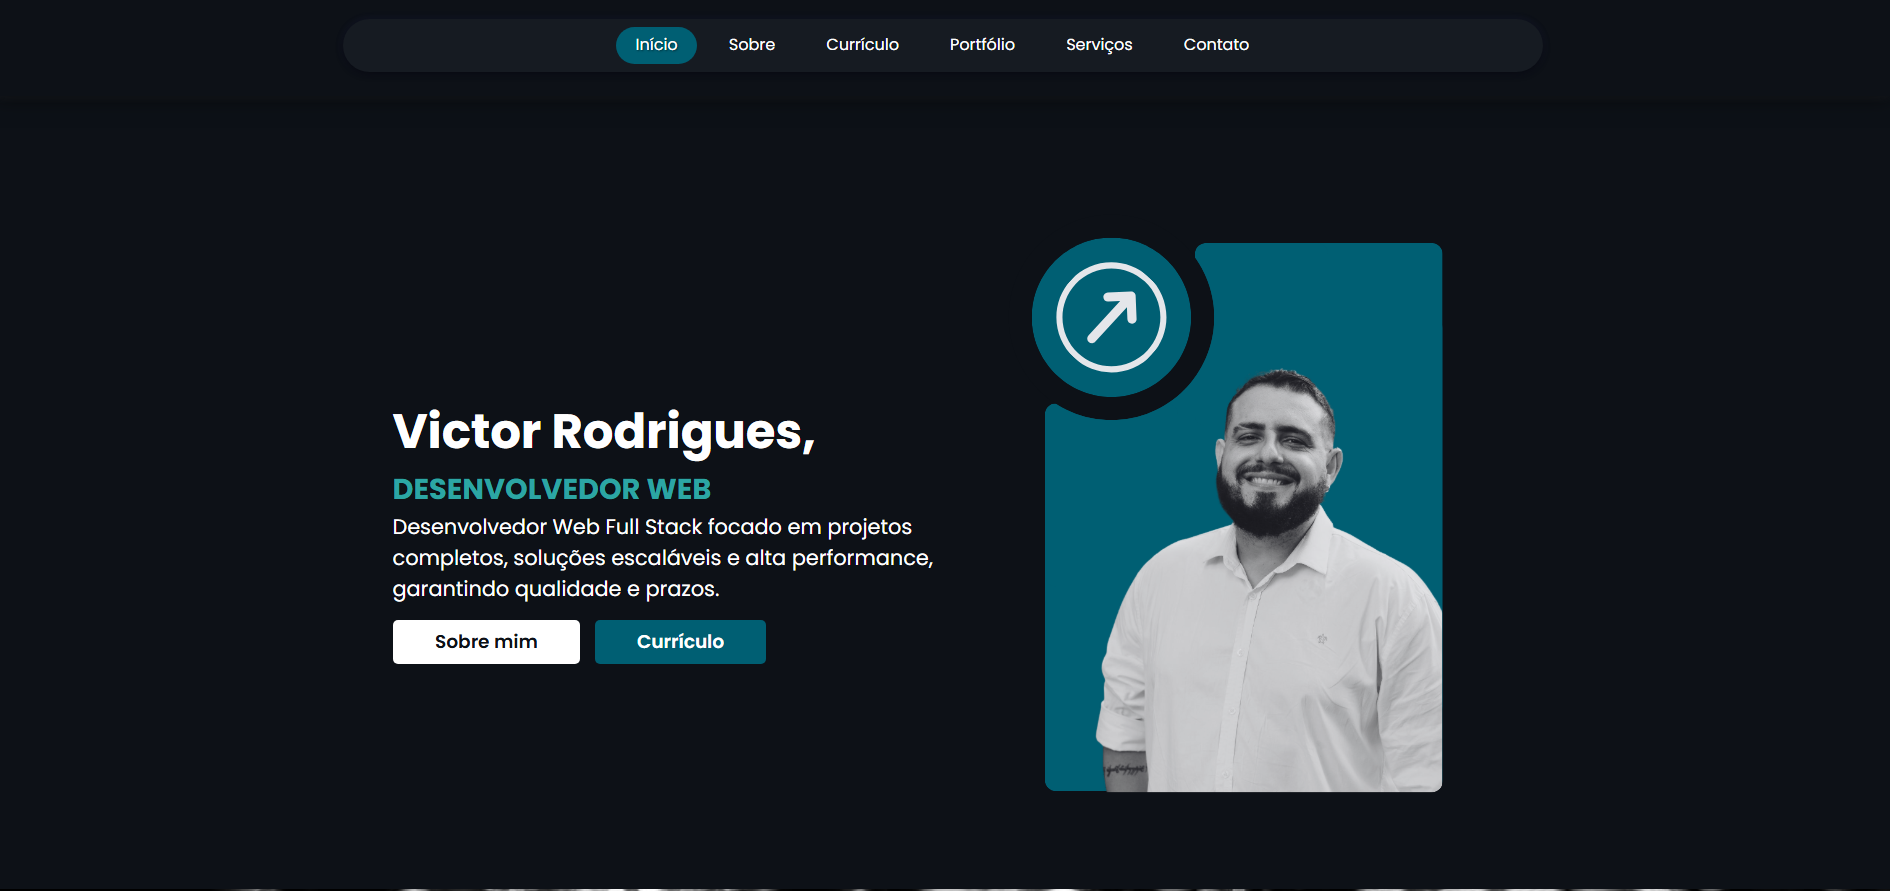 Início Sobre Currículo Portfólio Serviços Contato
Victor Rodrigues,
DESENVOLVEDOR WEB
Desenvolvedor Web Full Stack focado em projetos
completos, soluções escaláveis e alta performance,
garantindo qualidade e prazos.
Sobre mim Currículo